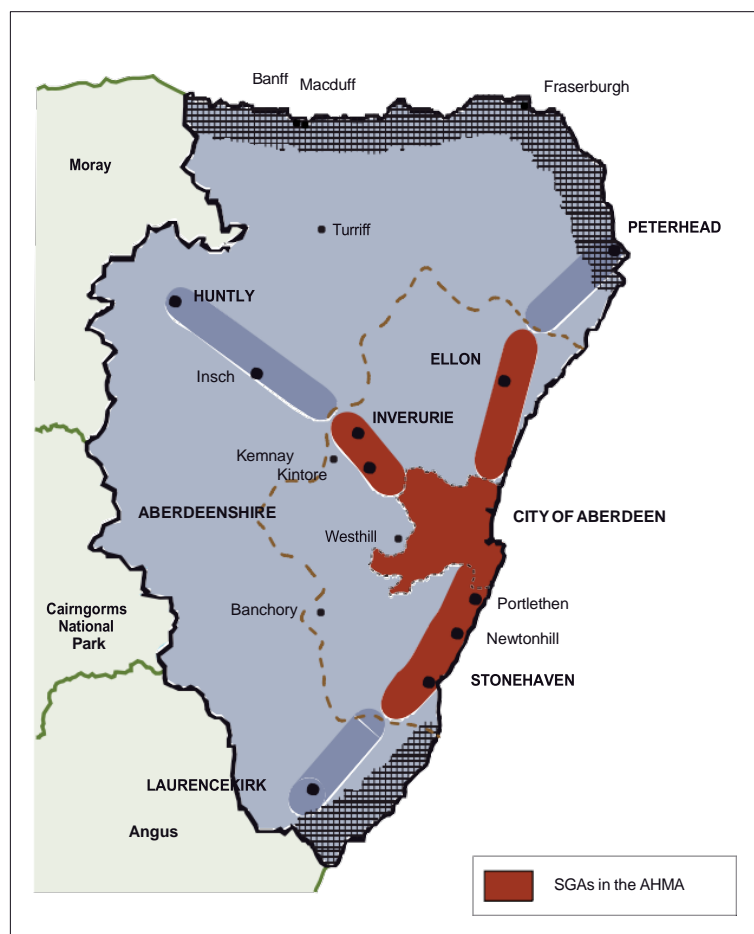 Banff
Macduff
Fraserburgh
Moray
PETERHEAD
Turriff
HUNTLY
ELLON
Insch
INVERURIE
Kemnay
Kintore
ABERDEENSHIRE
CITY OF ABERDEEN
Westhill
Cairngorms
National
Park
Banchory
Portlethen
Newtonhill
STONEHAVEN
LAURENCEKIRK
Angus
SGAs in the AHMA